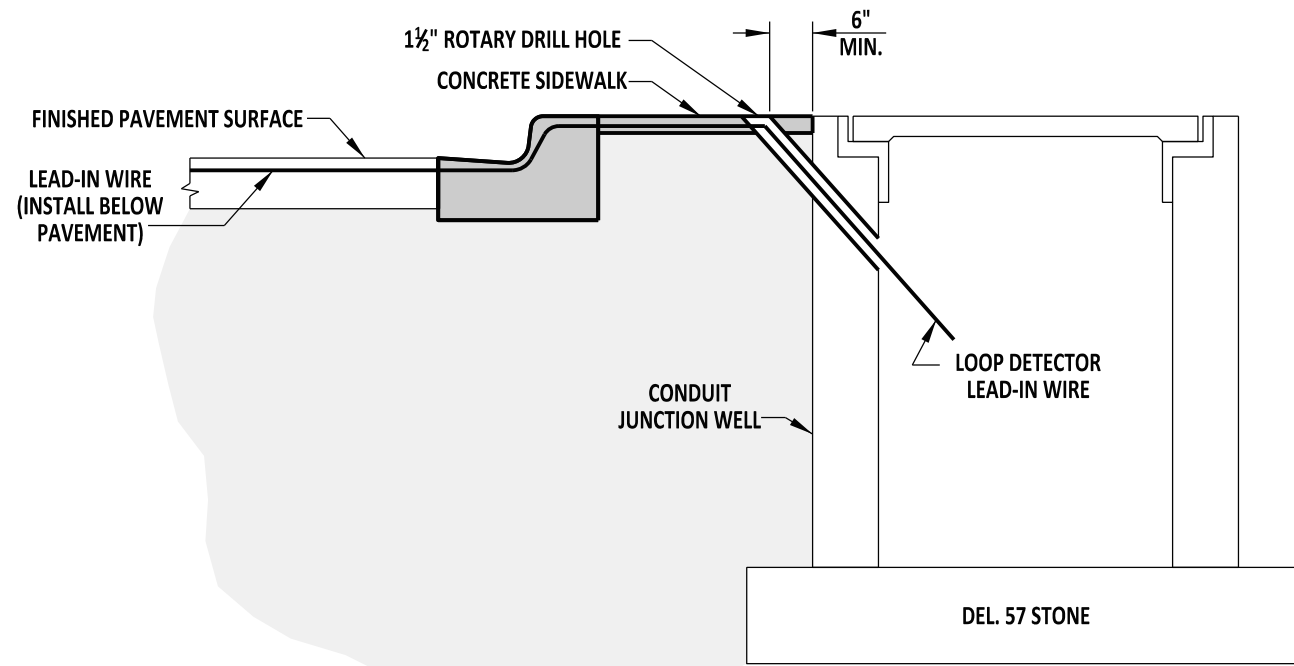 6"
MIN.
1½" ROTARY DRILL HOLE
CONCRETE SIDEWALK
FINISHED PAVEMENT SURFACE
LEAD-IN WIRE
(INSTALL BELOW
PAVEMENT)
LOOP DETECTOR
LEAD-IN WIRE
CONDUIT
JUNCTION WELL
DEL. 57 STONE